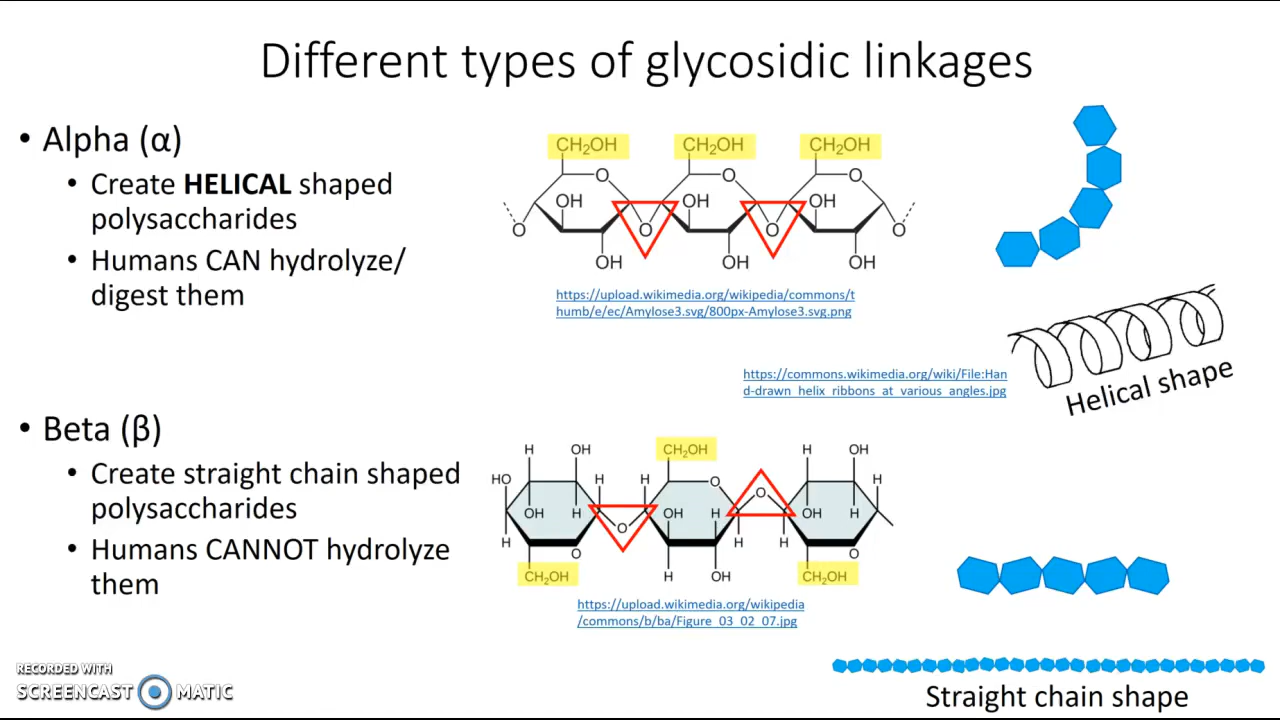 Different types of glycosidic linkages
• Alpha (α)
• Create HELICAL shaped
polysaccharides
• Humans CAN hydrolyze/
digest them
CH₂OH CH₂OH CH₂OH
O O O
OH OH OH
O O O O
OH OH OH
https://upload.wikimedia.org/wikipedia/commons/t
humb/e/ec/Amylose3.svg/800px-Amylose3.svg.png
https://commons.wikimedia.org/wiki/File:Han
d-drawn_helix_ribbons_at_various_angles.jpg
Helical shape
• Beta (β)
• Create straight chain shaped
polysaccharides
• Humans CANNOT hydrolyze
them
H OH CH₂OH H OH
HO H H O O H
OH H OH H OH H
H O H H O
CH₂OH H OH CH₂OH
https://upload.wikimedia.org/wikipedia
/commons/b/ba/Figure_03_02_07.jpg
Straight chain shape
RECORDED WITH
SCREENCAST MATIC